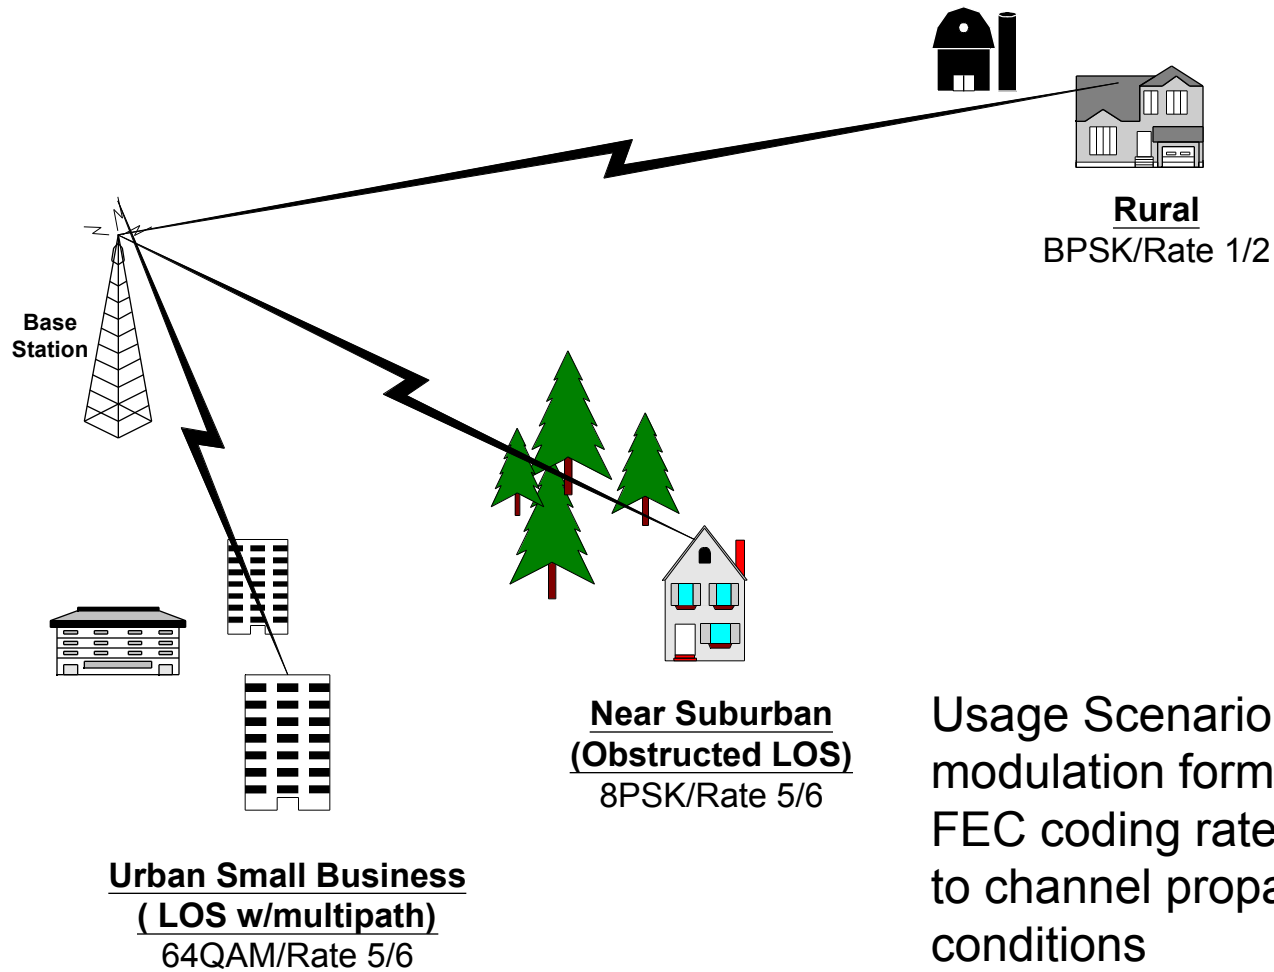 Rural
BPSK/Rate 1/2
Base
Station
Near Suburban
(Obstructed LOS)
8PSK/Rate 5/6
Urban Small Business
( LOS w/multipath)
64QAM/Rate 5/6
Usage Scenario
modulation form
FEC coding rate
to channel propa
conditions